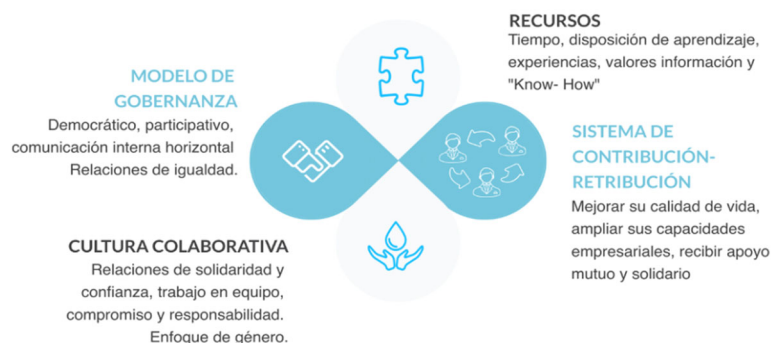 RECURSOS
Tiempo, disposición de aprendizaje,
experiencias, valores información y
"Know- How"
MODELO DE
GOBERNANZA
Democrático, participativo,
comunicación interna horizontal
Relaciones de igualdad.
SISTEMA DE
CONTRIBUCIÓN-
RETRIBUCIÓN
Mejorar su calidad de vida,
ampliar sus capacidades
empresariales, recibir apoyo
mutuo y solidario
CULTURA COLABORATIVA
Relaciones de solidaridad y
confianza, trabajo en equipo,
compromiso y responsabilidad.
Enfoque de género.